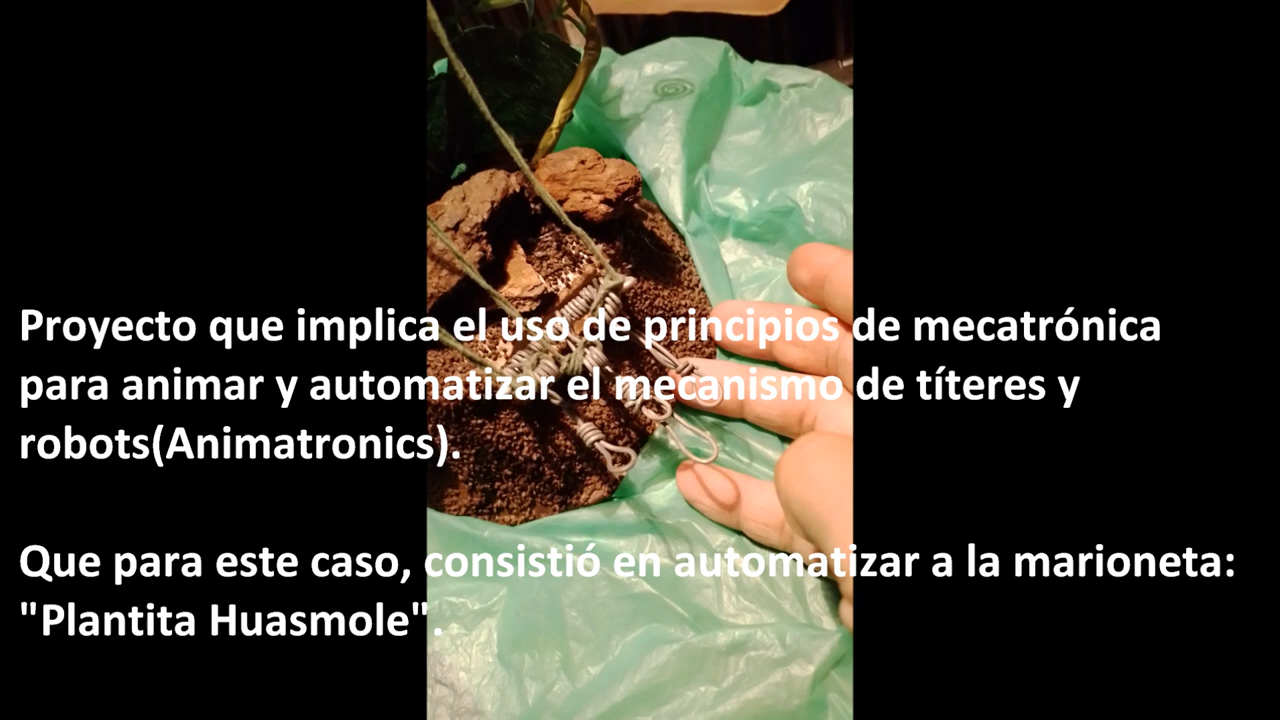 Proyecto que implica el uso de principios de mecatrónica
para animar y automatizar el mecanismo de títeres y
robots(Animatronics).
Que para este caso, consistió en automatizar a la marioneta:
"Plantita Huasmole".